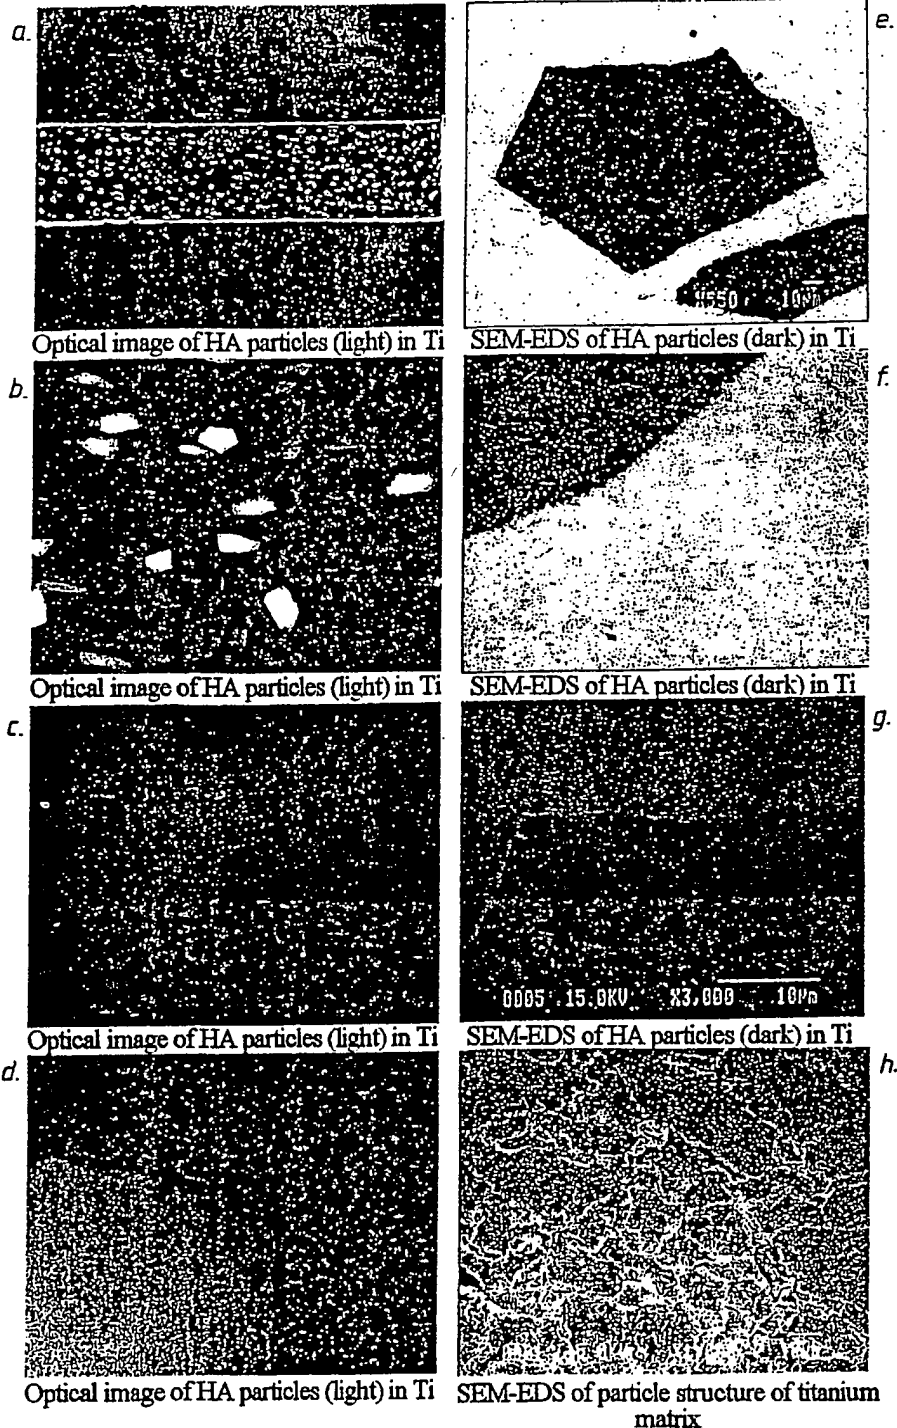 a.
Optical image of HA particles (light) in Ti
b.
Optical image of HA particles (light) in Ti
c.
Optical image of HA particles (light) in Ti
d.
Optical image of HA particles (light) in Ti
e.
X550 10µm
SEM-EDS of HA particles (dark) in Ti
f.
SEM-EDS of HA particles (dark) in Ti
g.
0005 15.0KV X3,000 10µm
SEM-EDS of HA particles (dark) in Ti
h.
SEM-EDS of particle structure of titanium
matrix